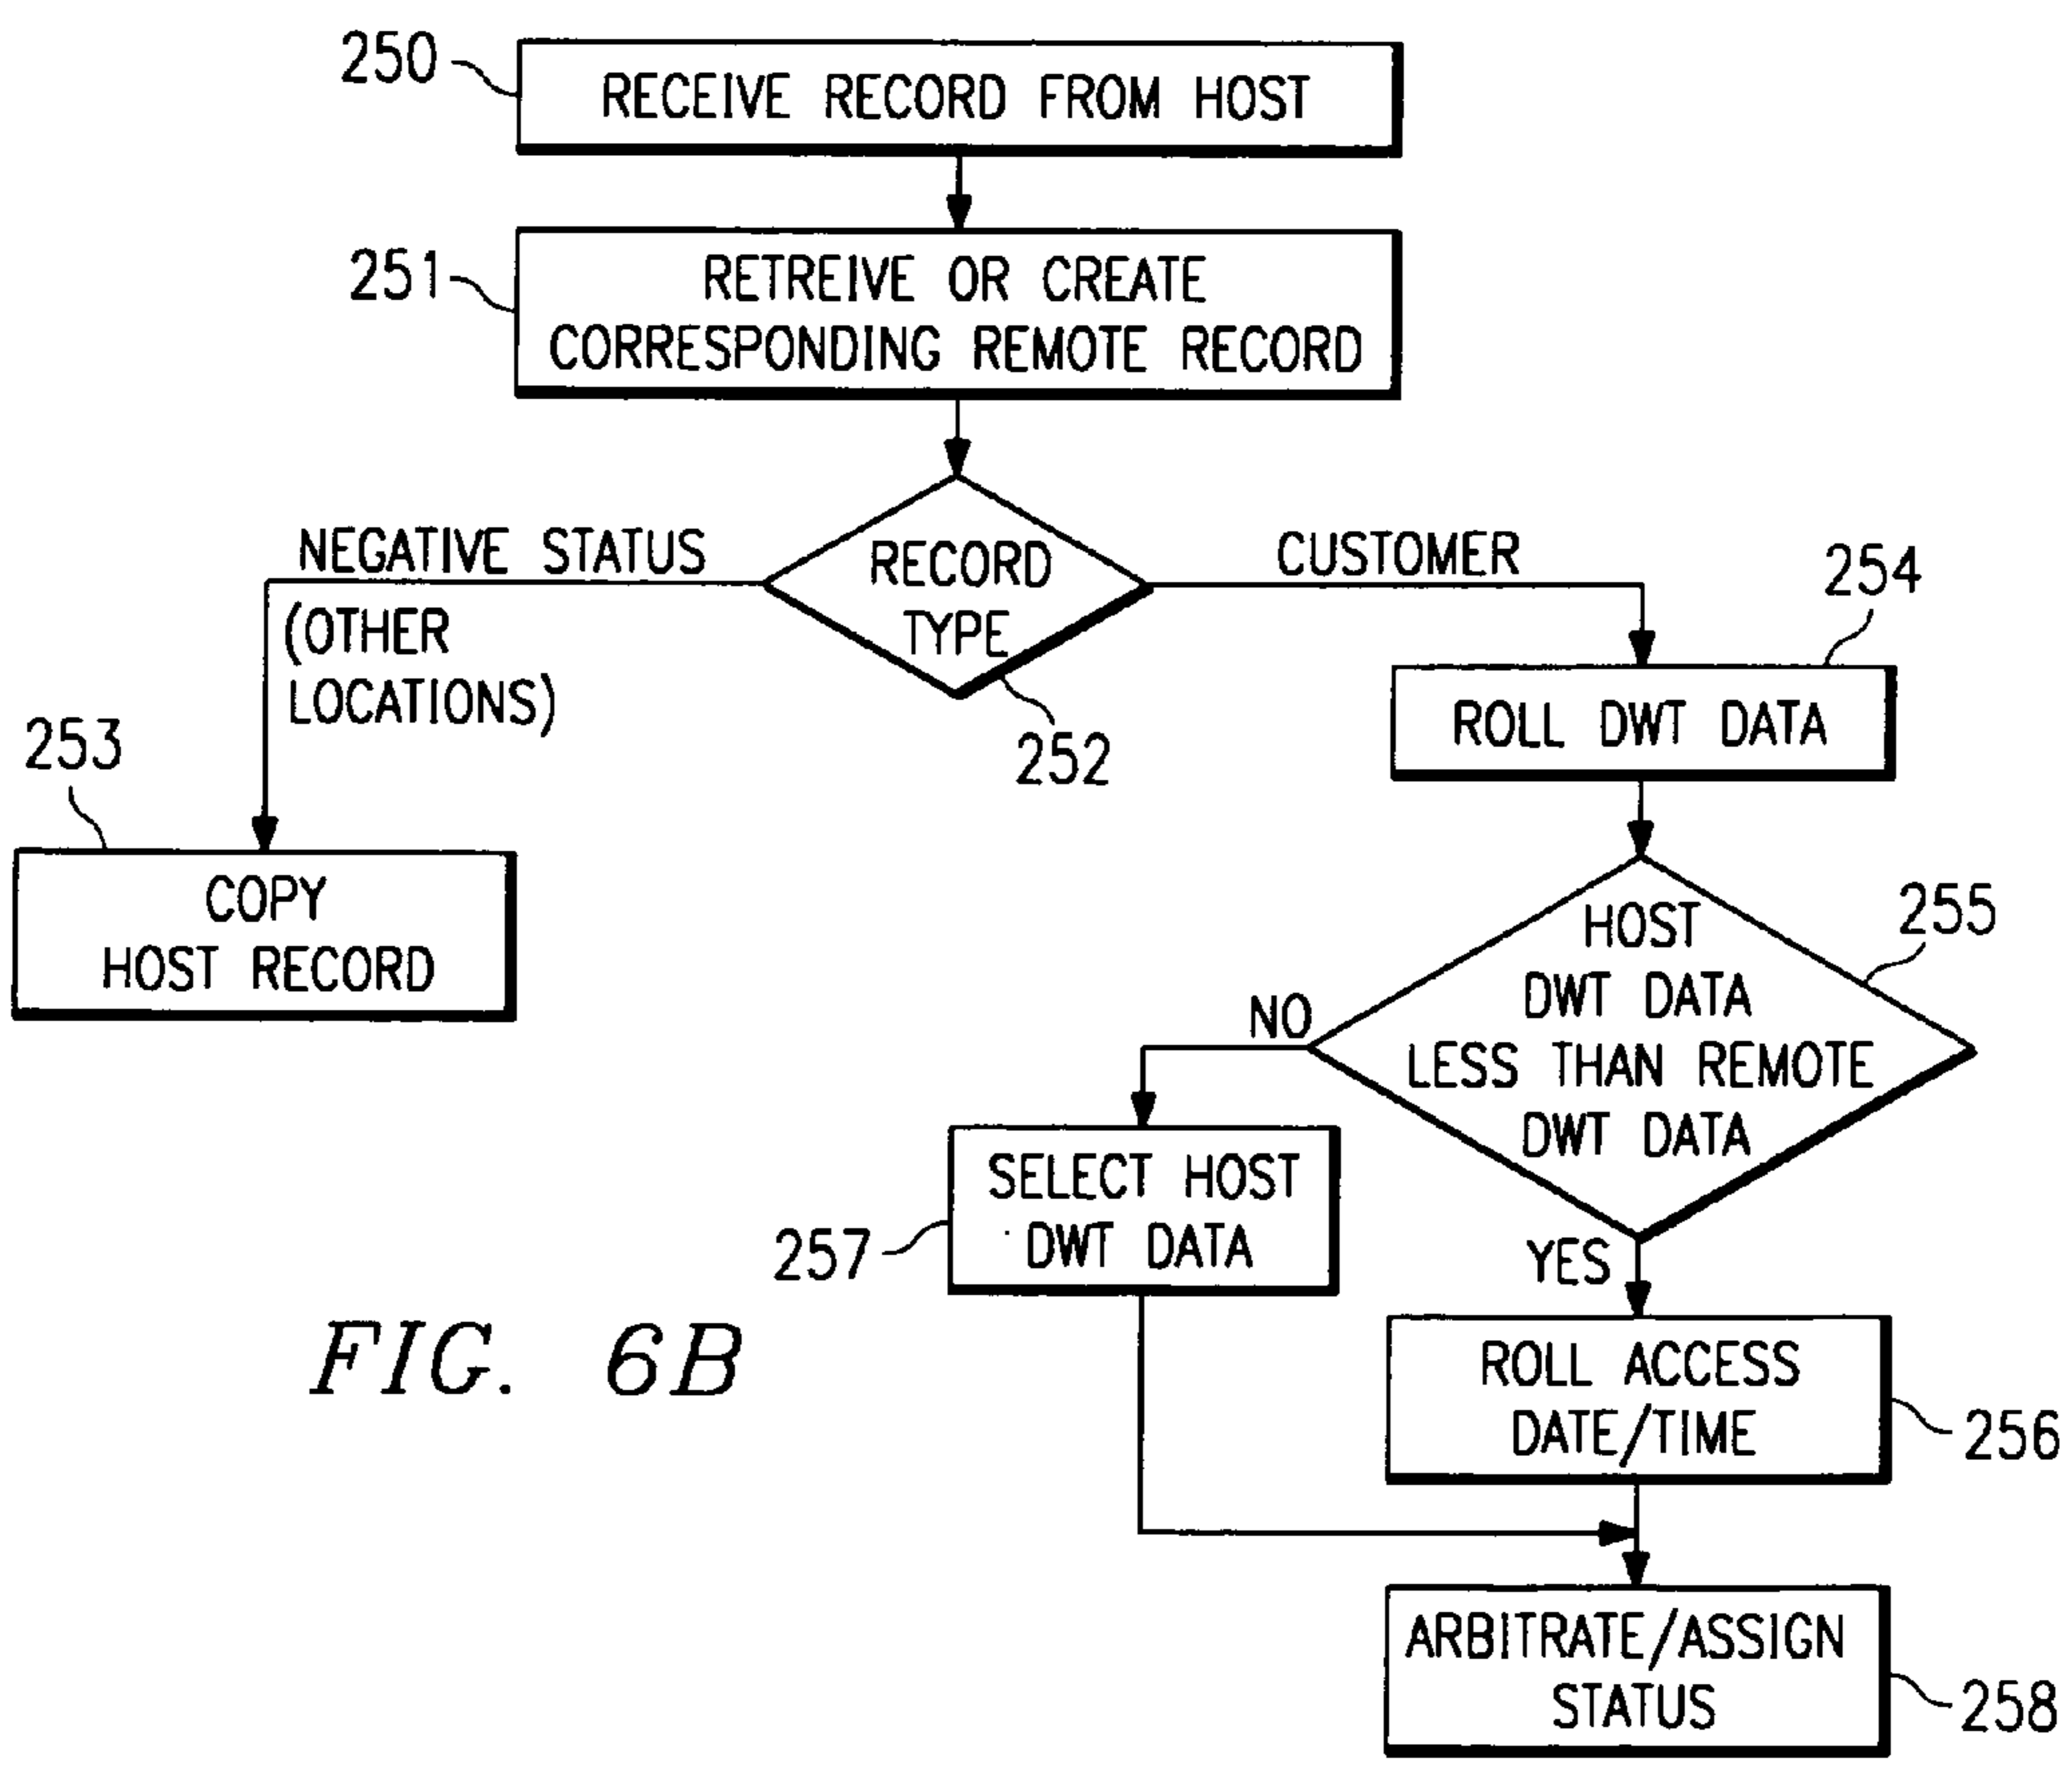 250
RECEIVE RECORD FROM HOST
251
RETREIVE OR CREATE
CORRESPONDING REMOTE RECORD
NEGATIVE STATUS
(OTHER
LOCATIONS)
RECORD
TYPE
252
CUSTOMER
254
ROLL DWT DATA
253
COPY
HOST RECORD
255
HOST
DWT DATA
LESS THAN REMOTE
DWT DATA
NO
YES
257
SELECT HOST
DWT DATA
ROLL ACCESS
DATE/TIME
256
ARBITRATE/ASSIGN
STATUS
258
FIG. 6B